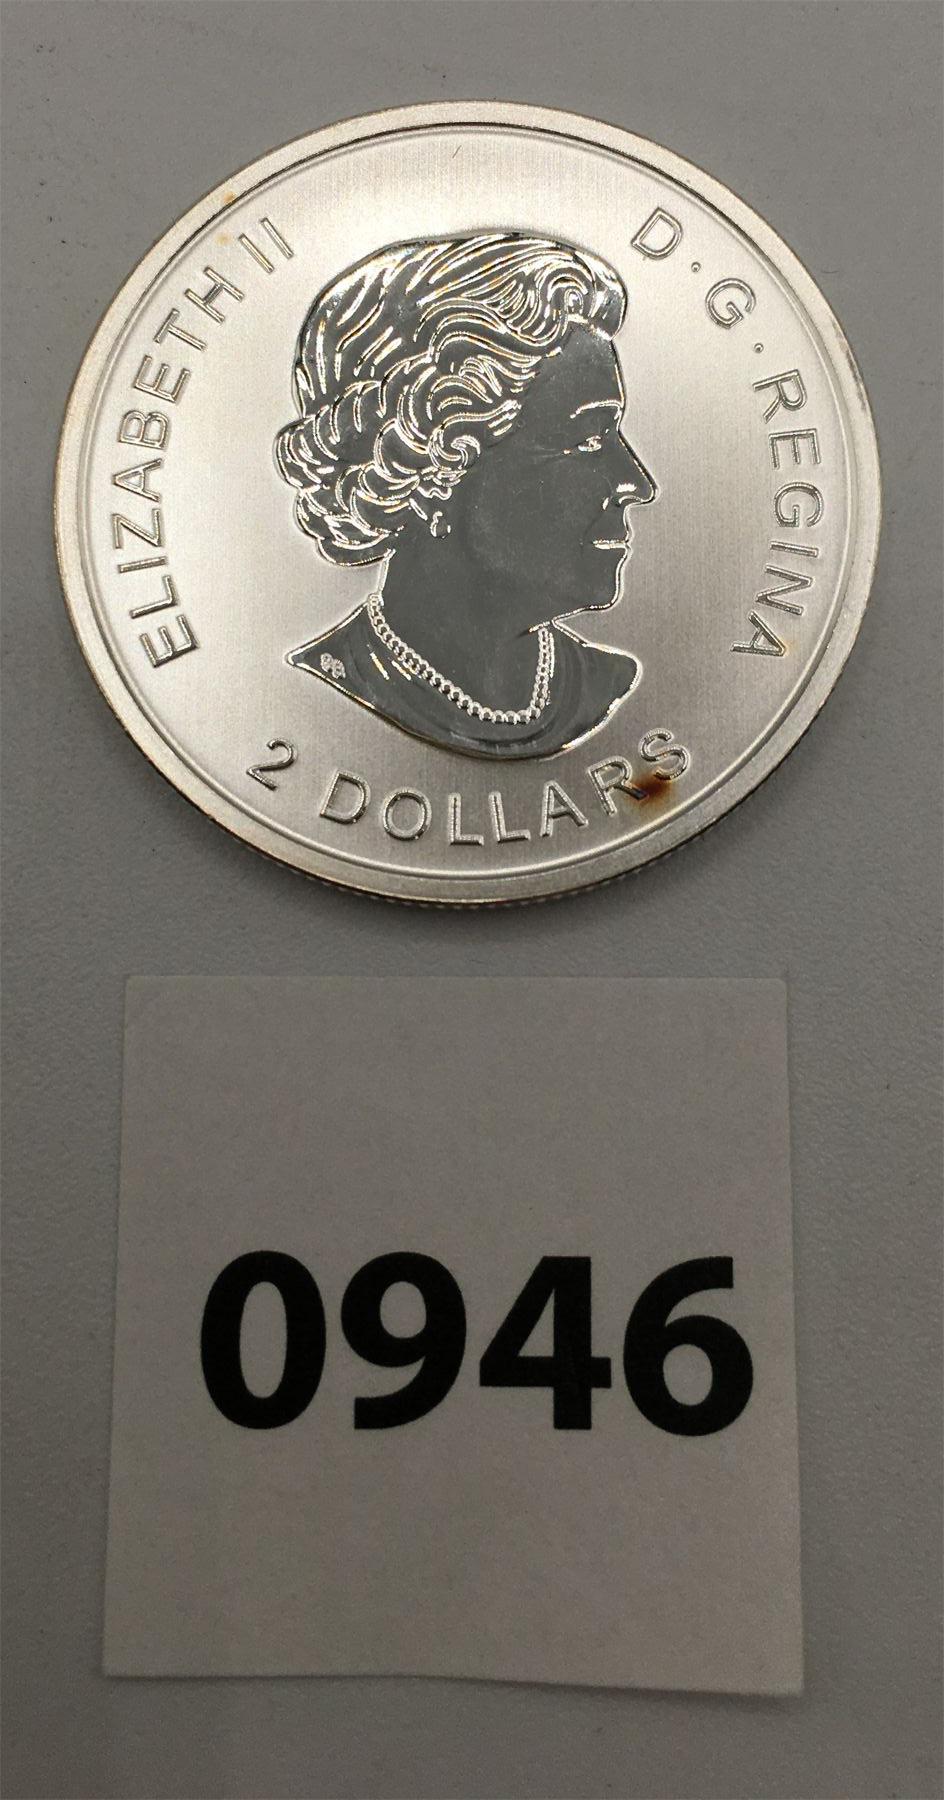 ELIZABETH II D·G·REGINA
2 DOLLARS
0946